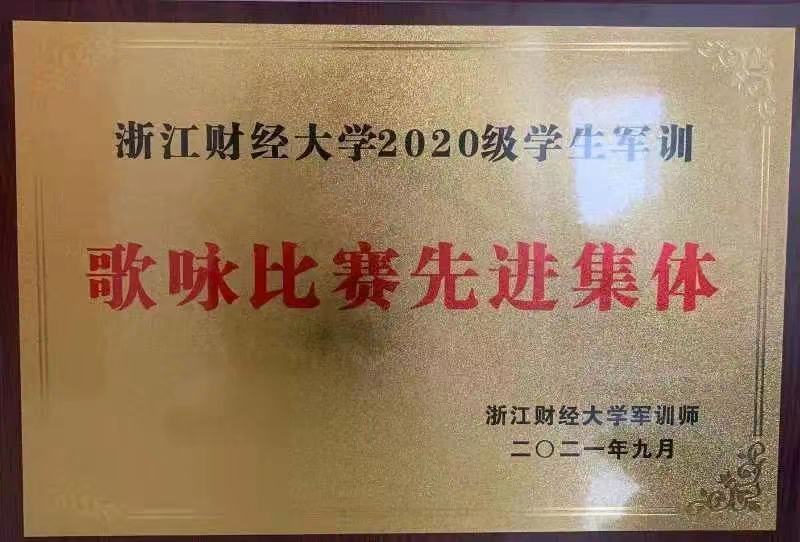 浙江财经大学2020级学生军训
歌咏比赛先进集体
浙江财经大学军训师
二〇二一年九月